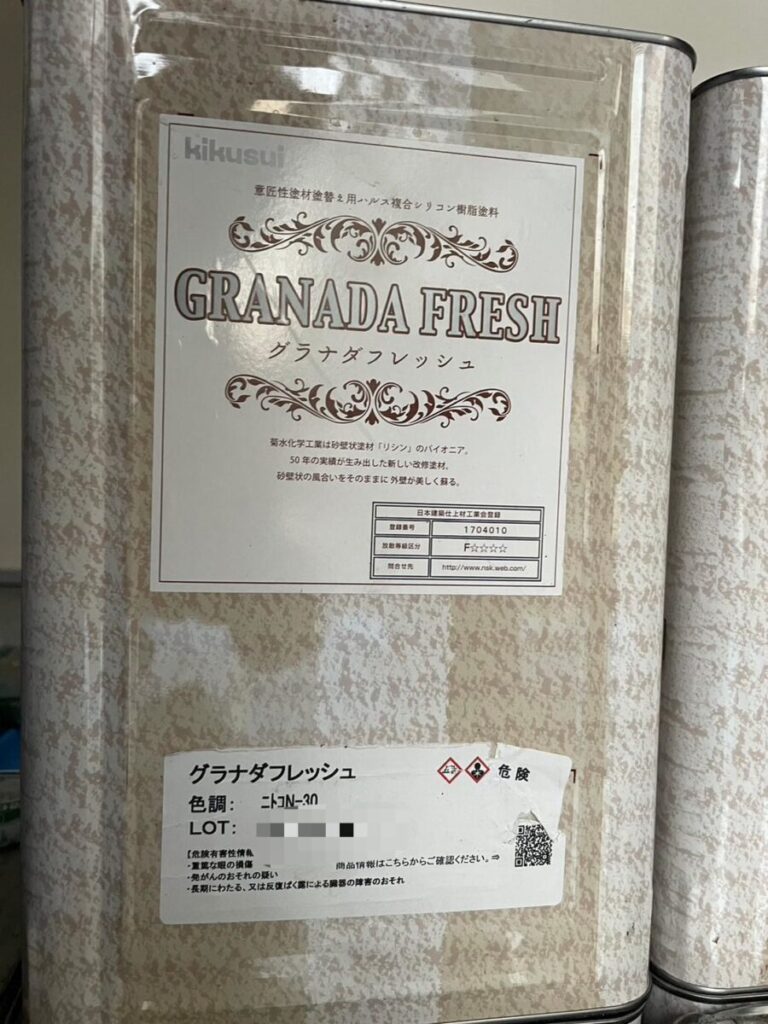 kikusui
意匠性塗材塗替え用ハルス複合シリコン樹脂塗料
GRANADA FRESH
グラナダフレッシュ
菊水化学工業は砂壁状塗材「リシン」のパイオニア。
50年の実績が生み出した新しい改修塗材。
砂壁状の風合いをそのままに 外壁が美しく蘇る。
日本建築仕上材工業会登録
登録番号 1704010
放散等級区分 F☆☆☆☆
問合せ先 http://www.nsk.web.com/
グラナダフレッシュ 危険
色調: ニトコN-30
LOT:
【危険有害性情報
商品情報はこちらからご確認ください。⇒
・重篤な眼の損傷
・発がんのおそれの疑い
・長期にわたる、又は反復ばく露による臓器の障害のおそれ